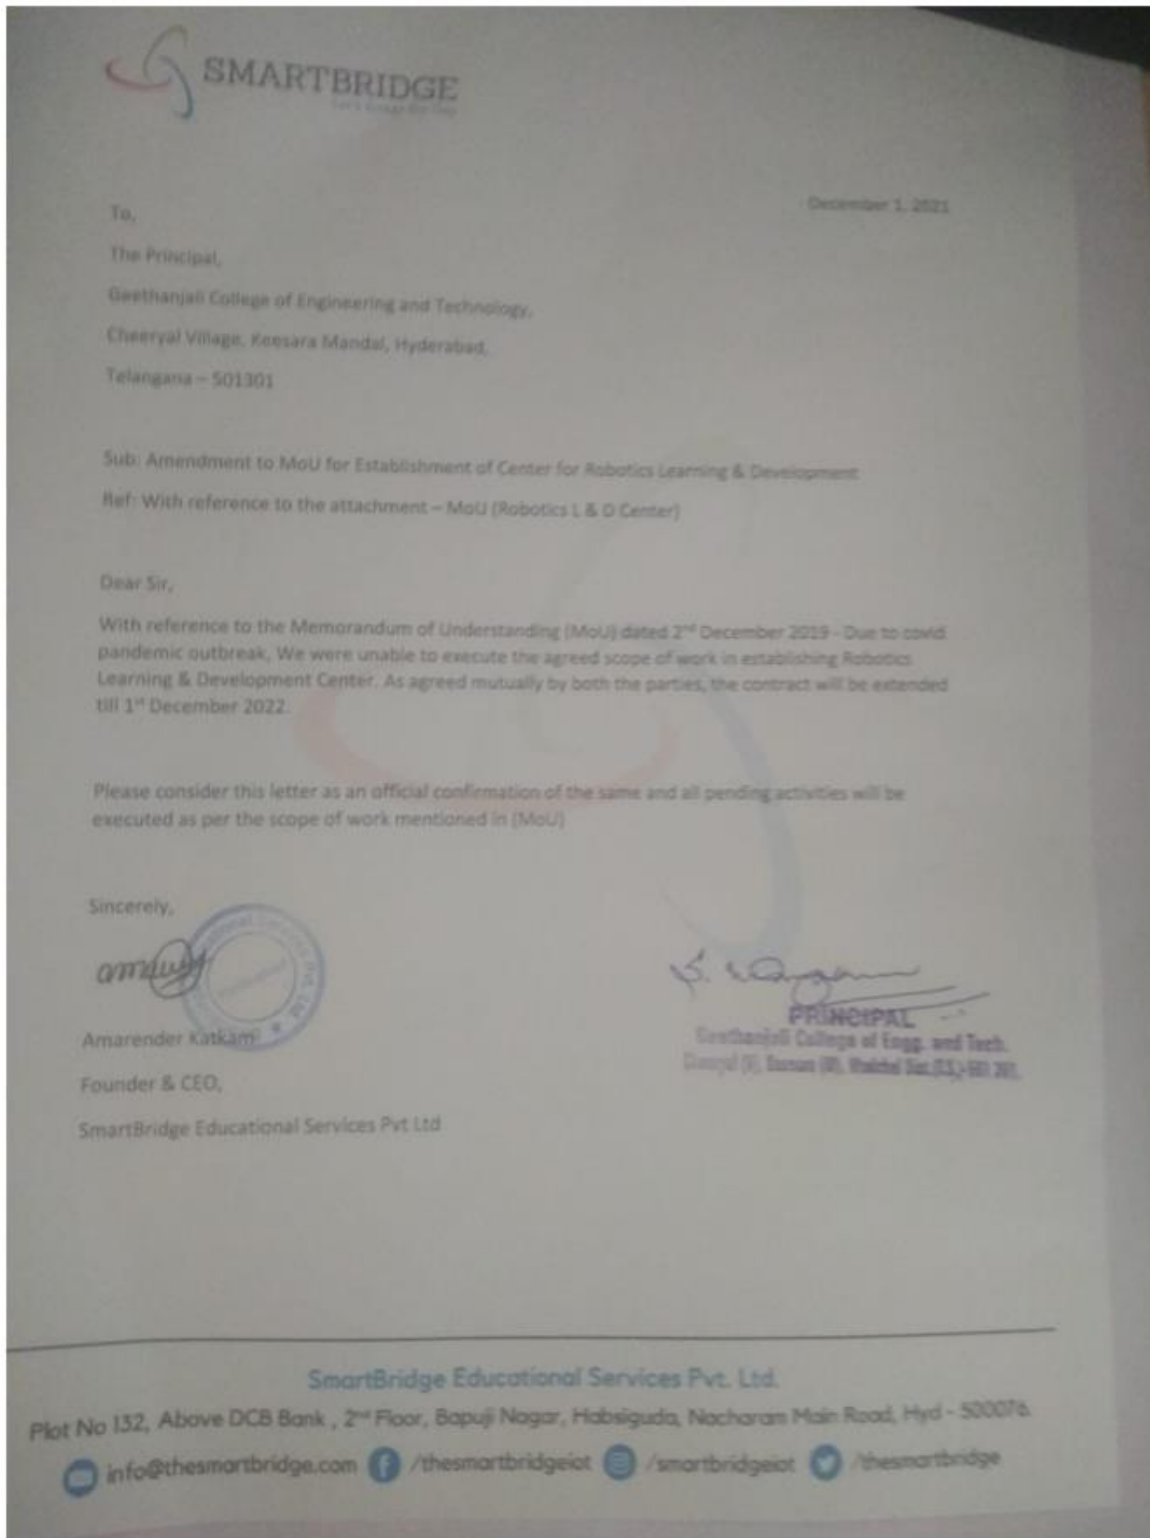 SMARTBRIDGE
December 1, 2021
To,
The Principal,
Geethanjali College of Engineering and Technology,
Cheeryal Village, Keesara Mandal, Hyderabad,
Telangana – 501301
Sub: Amendment to MoU for Establishment of Center for Robotics Learning & Development
Ref: With reference to the attachment – MoU (Robotics L & D Center)
Dear Sir,
With reference to the Memorandum of Understanding (MoU) dated 2nd December 2019 - Due to covid
pandemic outbreak, We were unable to execute the agreed scope of work in establishing Robotics
Learning & Development Center. As agreed mutually by both the parties, the contract will be extended
till 1st December 2022.
Please consider this letter as an official confirmation of the same and all pending activities will be
executed as per the scope of work mentioned in (MoU)
Sincerely,
Amarender Katkam
Founder & CEO,
SmartBridge Educational Services Pvt Ltd
PRINCIPAL
Geethanjali College of Engg. and Tech.
SmartBridge Educational Services Pvt. Ltd.
Plot No 132, Above DCB Bank , 2nd Floor, Bapuji Nagar, Habsiguda, Nacharam Main Road, Hyd - 500076.
info@thesmartbridge.com /thesmartbridgeiot /smartbridgeiot /thesmartbridge